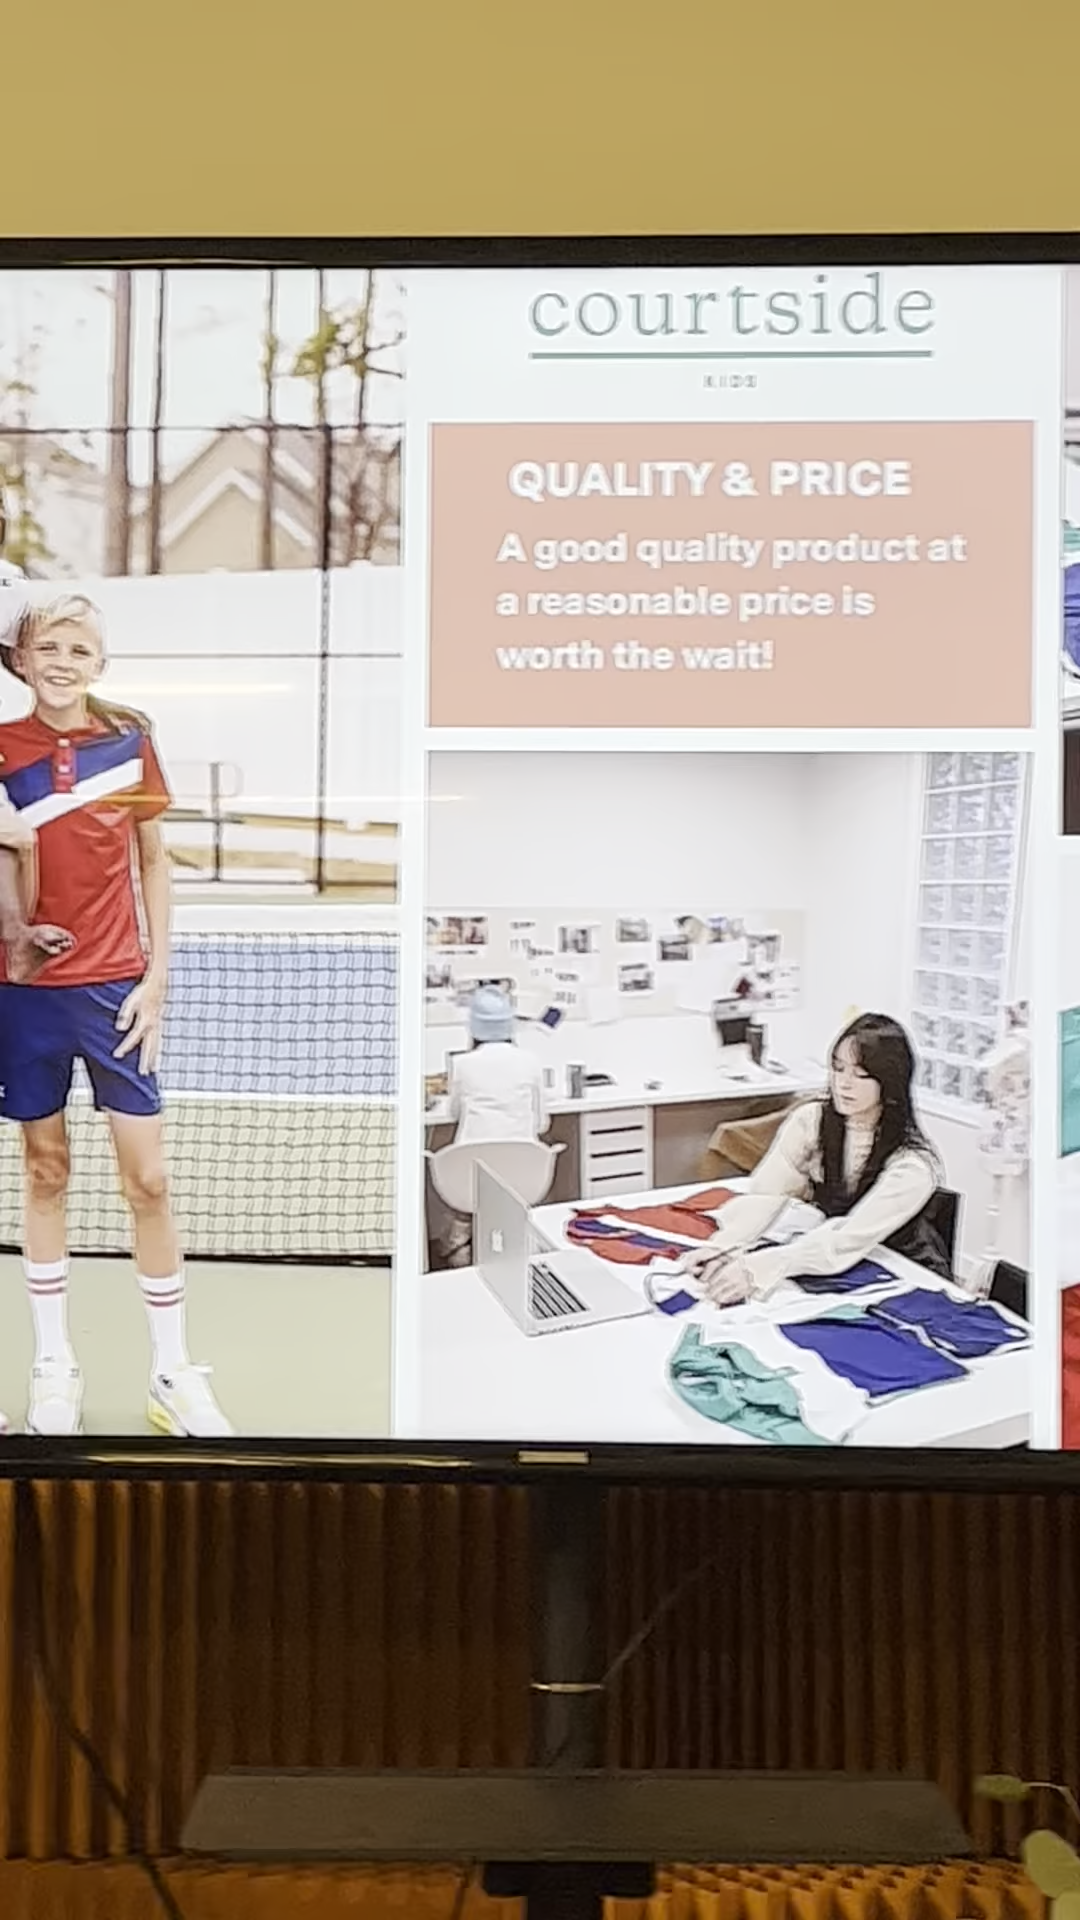 courtside
KIDS
QUALITY & PRICE
A good quality product at
a reasonable price is
worth the wait!